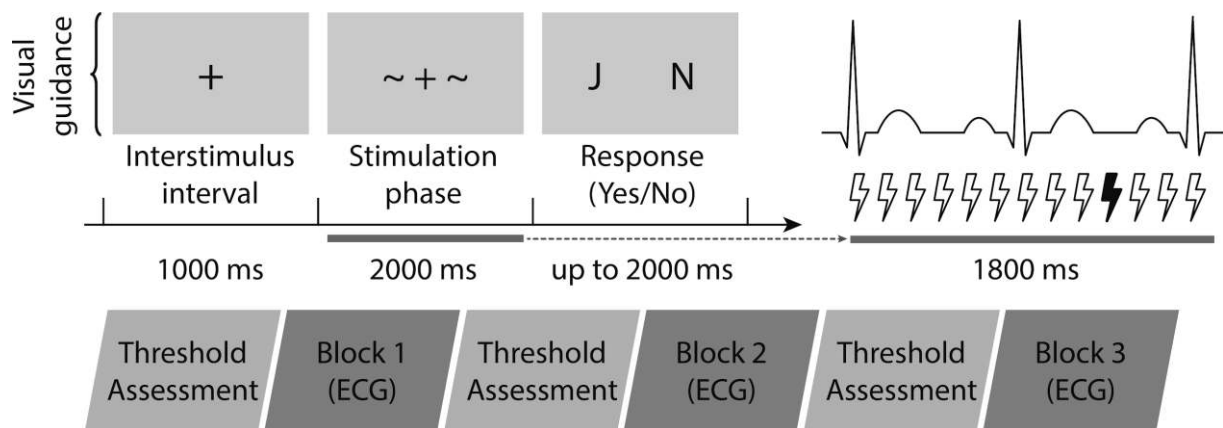 Visual
guidance
+
~ + ~
J N
Interstimulus
interval
Stimulation
phase
Response
(Yes/No)
1000 ms
2000 ms
up to 2000 ms
1800 ms
Threshold
Assessment
Block 1
(ECG)
Threshold
Assessment
Block 2
(ECG)
Threshold
Assessment
Block 3
(ECG)